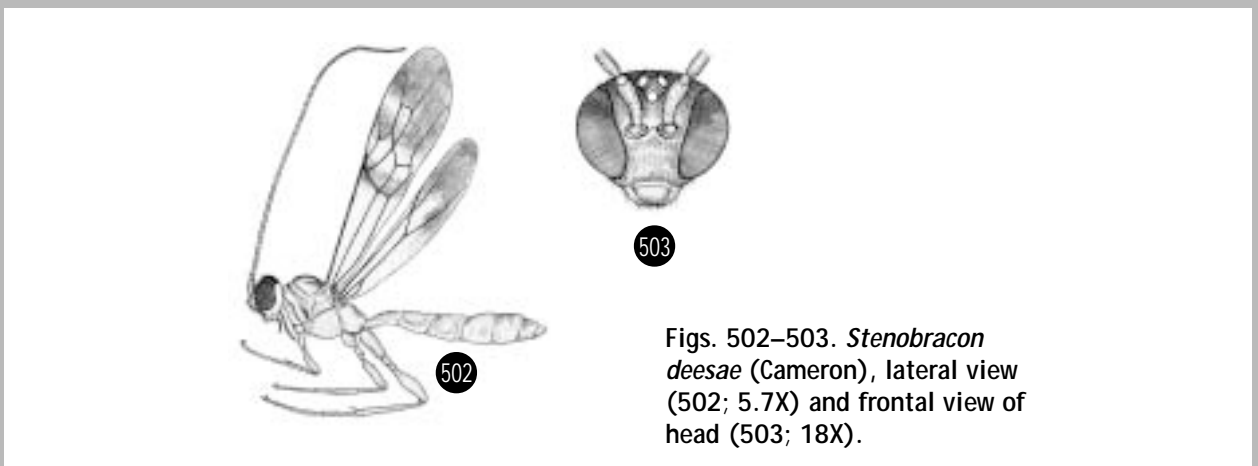 503
502
Figs. 502–503. Stenobracon
deesae (Cameron), lateral view
(502; 5.7X) and frontal view of
head (503; 18X).